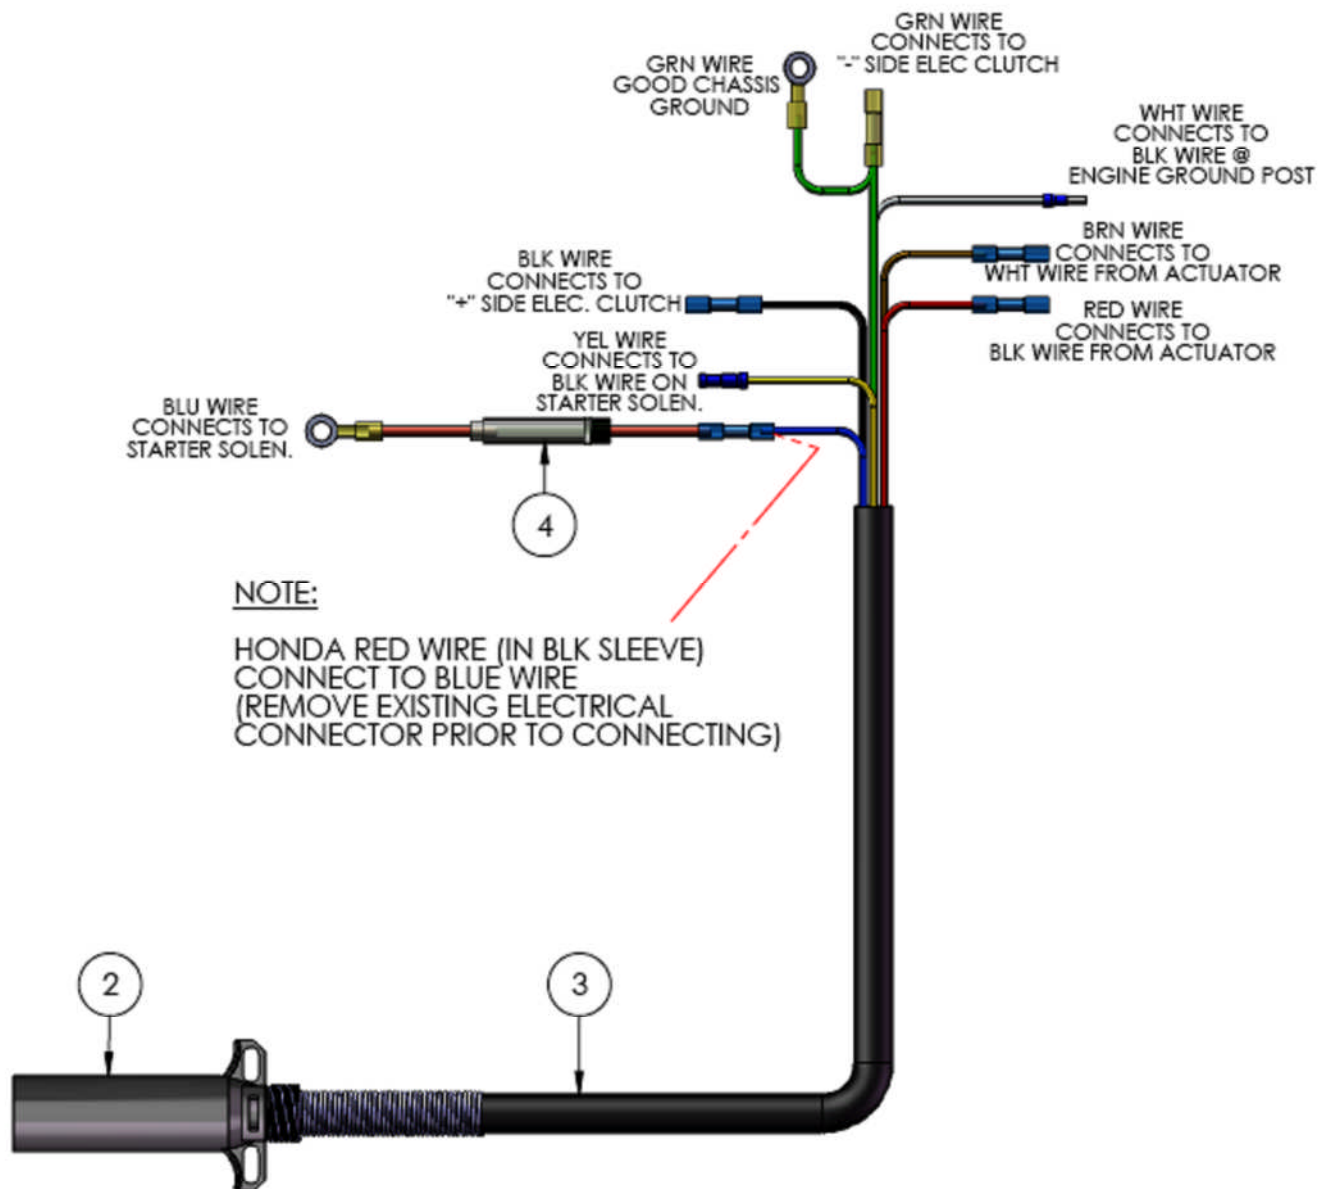 GRN WIRE
CONNECTS TO
"-" SIDE ELEC CLUTCH
GRN WIRE
GOOD CHASSIS
GROUND
WHT WIRE
CONNECTS TO
BLK WIRE @
ENGINE GROUND POST
BRN WIRE
CONNECTS TO
WHT WIRE FROM ACTUATOR
BLK WIRE
CONNECTS TO
"+" SIDE ELEC. CLUTCH
RED WIRE
CONNECTS TO
BLK WIRE FROM ACTUATOR
YEL WIRE
CONNECTS TO
BLK WIRE ON
STARTER SOLEN.
BLU WIRE
CONNECTS TO
STARTER SOLEN.
4
NOTE:
HONDA RED WIRE (IN BLK SLEEVE)
CONNECT TO BLUE WIRE
(REMOVE EXISTING ELECTRICAL
CONNECTOR PRIOR TO CONNECTING)
2
3